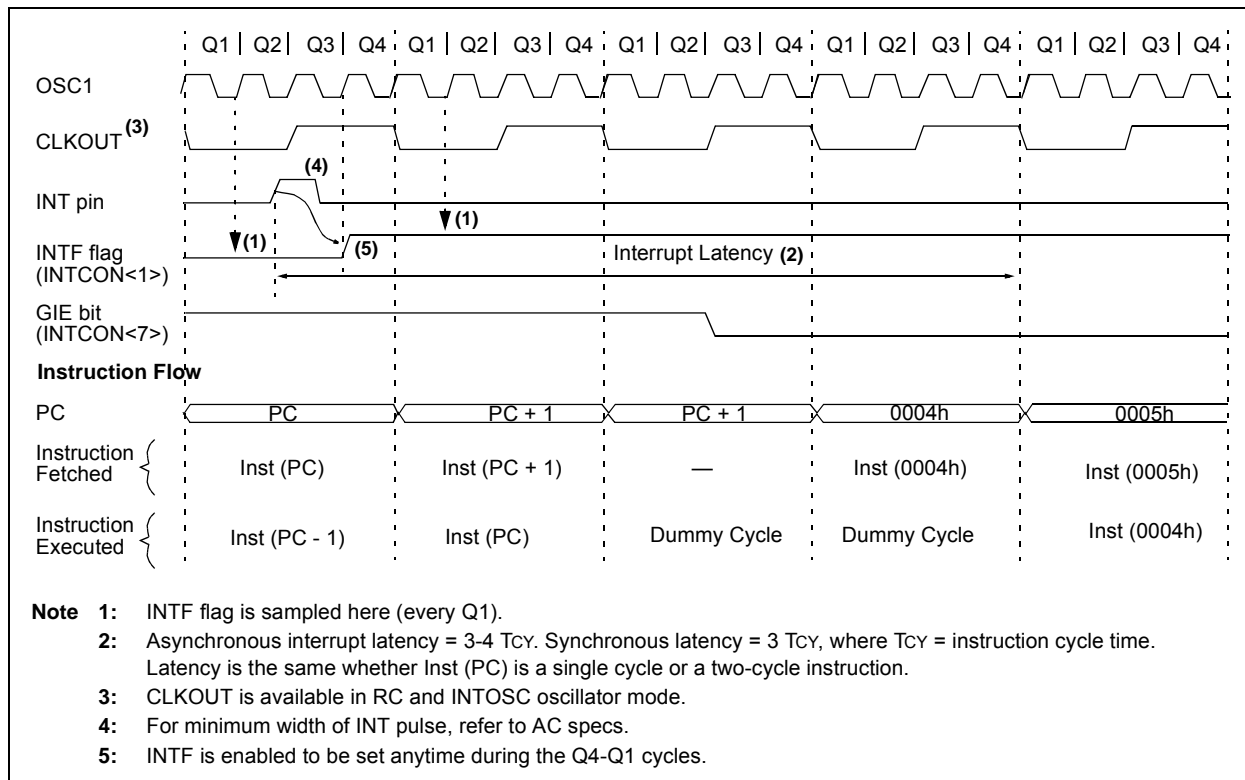 Q1 Q2 Q3 Q4 Q1 Q2 Q3 Q4 Q1 Q2 Q3 Q4 Q1 Q2 Q3 Q4 Q1 Q2 Q3 Q4
OSC1
CLKOUT (3)
(4)
INT pin
(1)
(1)
INTF flag
(INTCON<1>)
(5)
Interrupt Latency (2)
GIE bit
(INTCON<7>)
Instruction Flow
PC PC PC + 1 PC + 1 0004h 0005h
Instruction
Fetched
Inst (PC) Inst (PC + 1) — Inst (0004h) Inst (0005h)
Instruction
Executed
Inst (PC - 1) Inst (PC) Dummy Cycle Dummy Cycle Inst (0004h)
Note 1: INTF flag is sampled here (every Q1).
2: Asynchronous interrupt latency = 3-4 TCY. Synchronous latency = 3 TCY, where TCY = instruction cycle time.
Latency is the same whether Inst (PC) is a single cycle or a two-cycle instruction.
3: CLKOUT is available in RC and INTOSC oscillator mode.
4: For minimum width of INT pulse, refer to AC specs.
5: INTF is enabled to be set anytime during the Q4-Q1 cycles.